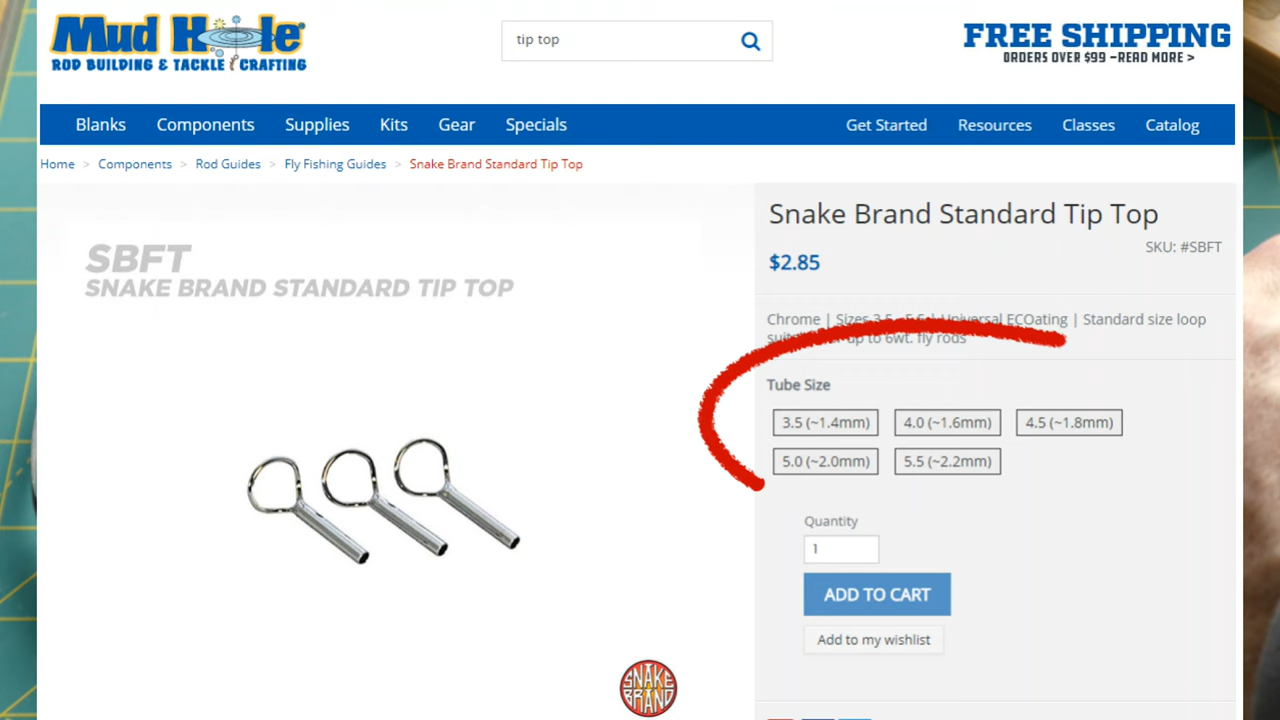 Mud Hole
ROD BUILDING & TACKLE CRAFTING
tip top
FREE SHIPPING
ORDERS OVER $99 –READ MORE >
Blanks Components Supplies Kits Gear Specials Get Started Resources Classes Catalog
Home > Components > Rod Guides > Fly Fishing Guides > Snake Brand Standard Tip Top
SBFT
SNAKE BRAND STANDARD TIP TOP
Snake Brand Standard Tip Top
SKU: #SBFT
$2.85
Chrome | Sizes 3.5 - 5.5 | Universal ECOating | Standard size loop
up to 6wt. fly rods
Tube Size
3.5 (~1.4mm) 4.0 (~1.6mm) 4.5 (~1.8mm)
5.0 (~2.0mm) 5.5 (~2.2mm)
Quantity
1
ADD TO CART
Add to my wishlist
SNAKE
BRAND